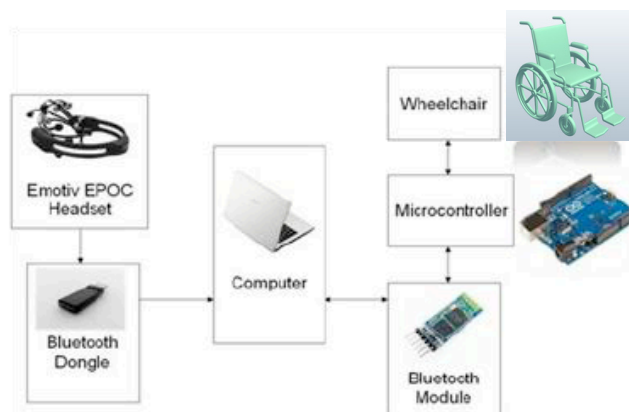 Emotiv EPOC
Headset
Bluetooth
Dongle
Computer
Wheelchair
Microcontroller
Bluetooth
Module